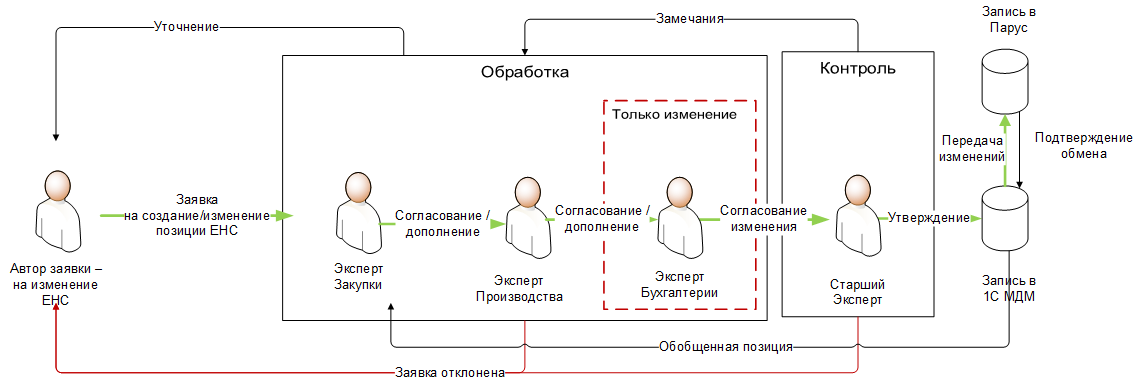 Уточнение
Замечания
Запись в
Парус
Обработка
Контроль
Только изменение
Передача
изменений
Подтверждение
обмена
Заявка
на создание/изменение
позиции ЕНС
Согласование /
дополнение
Согласование /
дополнение
Согласование
изменения
Утверждение
Автор заявки –
на изменение
ЕНС
Эксперт
Закупки
Эксперт
Производства
Эксперт
Бухгалтерии
Старший
Эксперт
Запись в
1С МДМ
Обобщенная позиция
Заявка отклонена